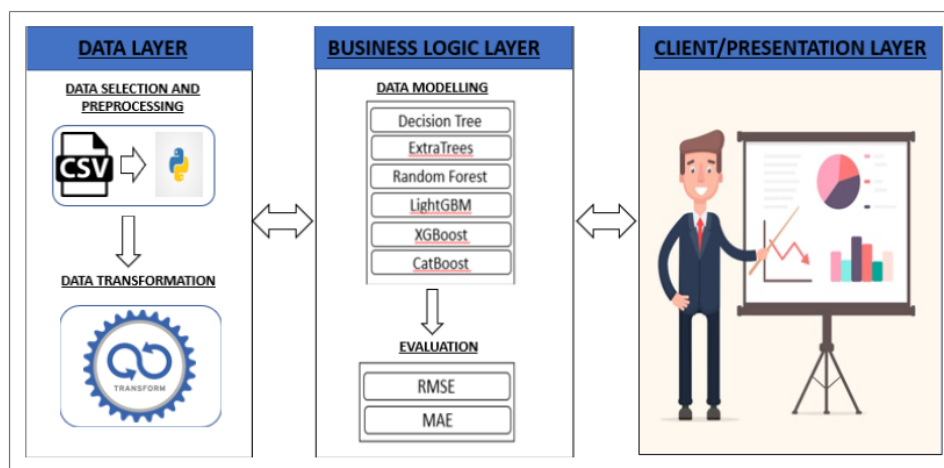 DATA LAYER
DATA SELECTION AND
PREPROCESSING
CSV
DATA TRANSFORMATION
TRANSFORM
BUSINESS LOGIC LAYER
DATA MODELLING
Decision Tree
ExtraTrees
Random Forest
LightGBM
XGBoost
CatBoost
EVALUATION
RMSE
MAE
CLIENT/PRESENTATION LAYER